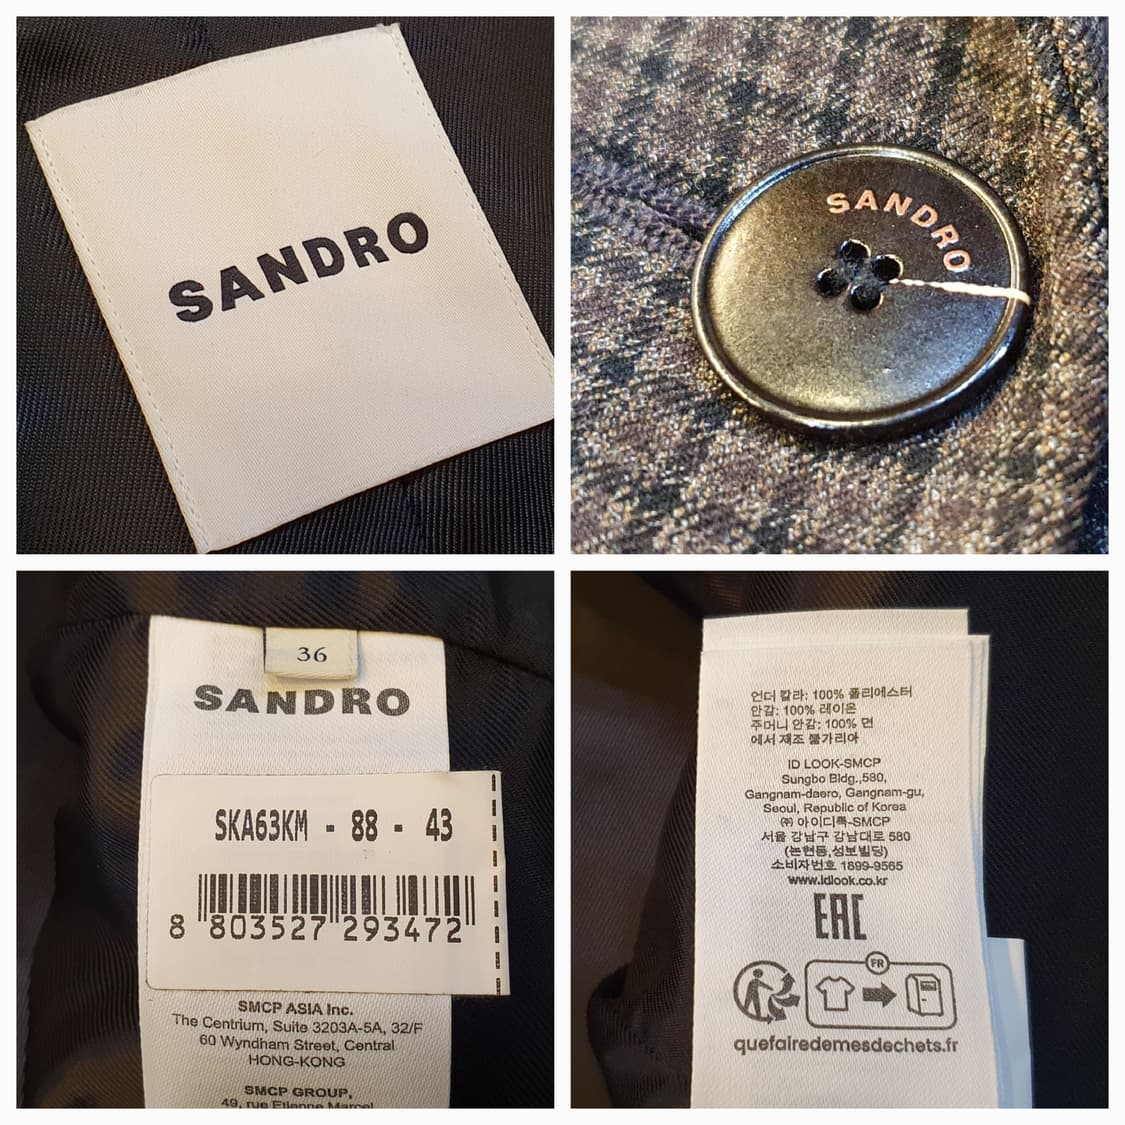 SANDRO
SANDRO
36
SANDRO
SKA63KM - 88 - 43
8 803527 293472
SMCP ASIA Inc.
The Centrium, Suite 3203A-5A, 32/F
60 Wyndham Street, Central
HONG-KONG
SMCP GROUP,
49, rue Etienne Marcel
언더 칼라: 100% 폴리에스터
안감: 100% 레이온
주머니 안감: 100% 면
에서 제조 불가리아
ID LOOK-SMCP
Sungbo Bldg.,580,
Gangnam-daero, Gangnam-gu,
Seoul, Republic of Korea
㈜ 아이디룩-SMCP
서울 강남구 강남대로 580
(논현동,성보빌딩)
소비자번호 1899-9565
www.idlook.co.kr
EAC
FR
quefairedemesdechets.fr